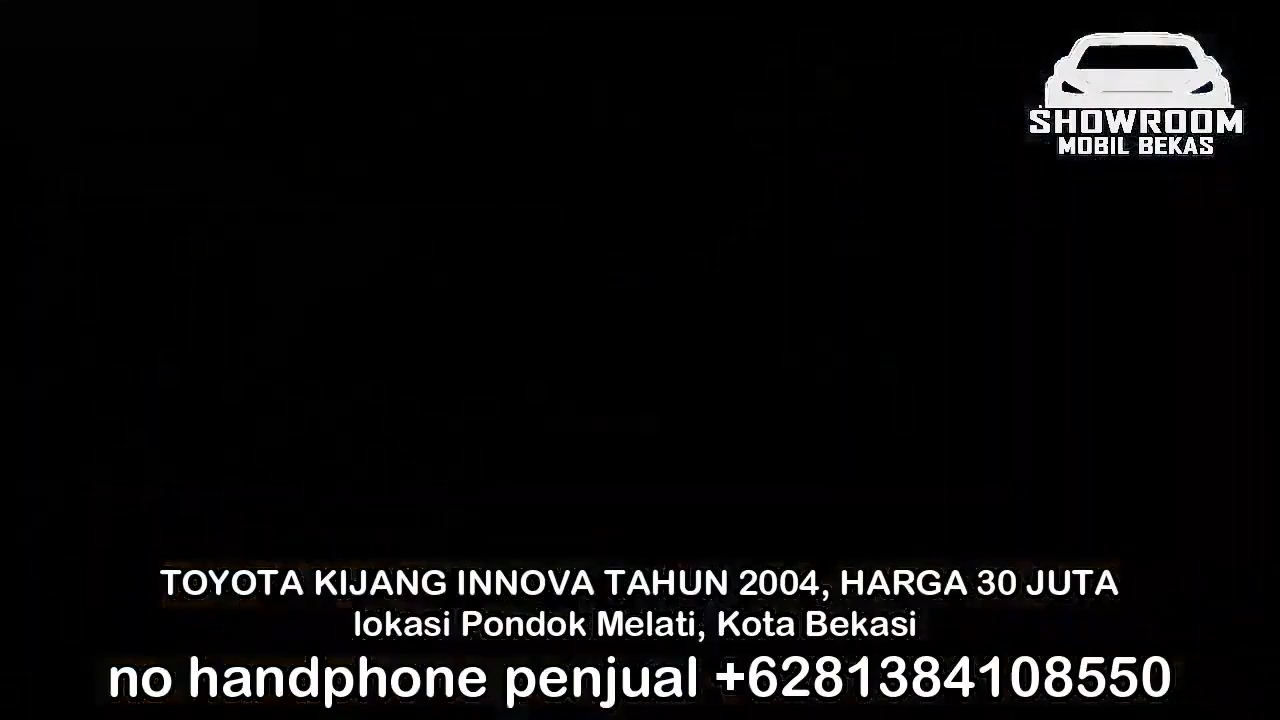 SHOWROOM
MOBIL BEKAS
TOYOTA KIJANG INNOVA TAHUN 2004, HARGA 30 JUTA
lokasi Pondok Melati, Kota Bekasi
no handphone penjual +6281384108550